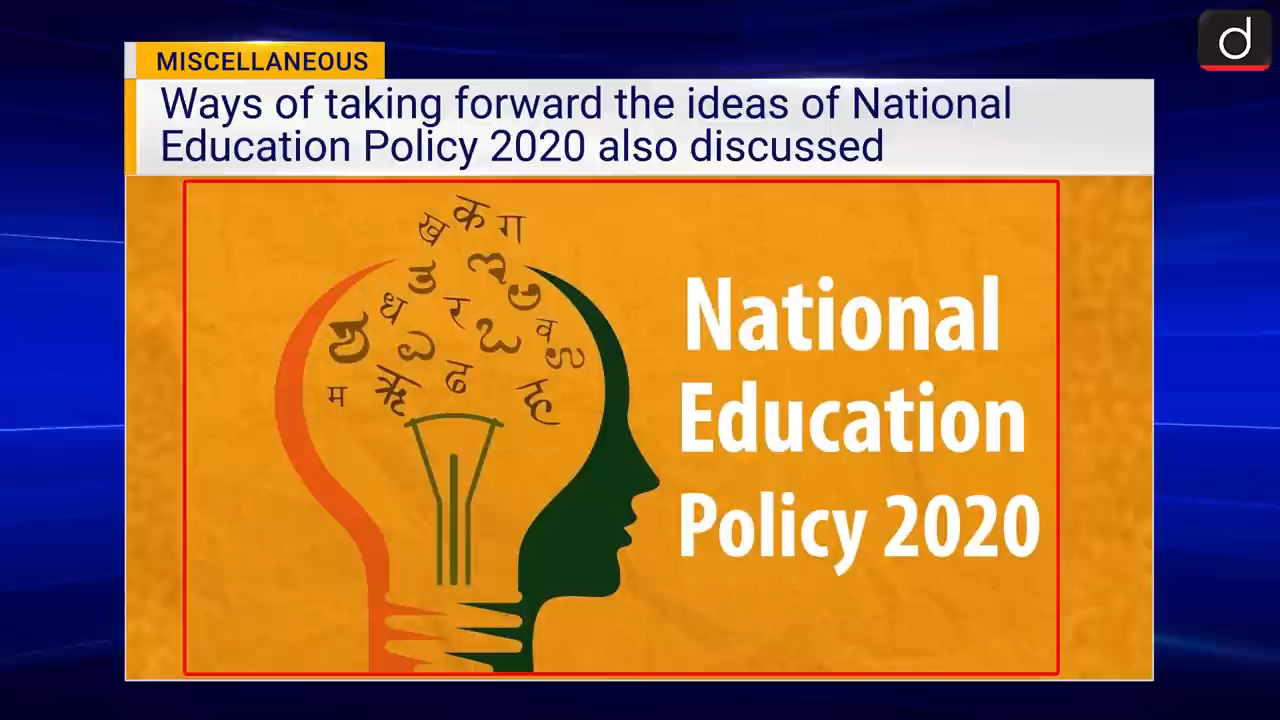 d
MISCELLANEOUS
Ways of taking forward the ideas of National
Education Policy 2020 also discussed
ख क ग
ध र व
म ऋ ढ ह
National
Education
Policy 2020